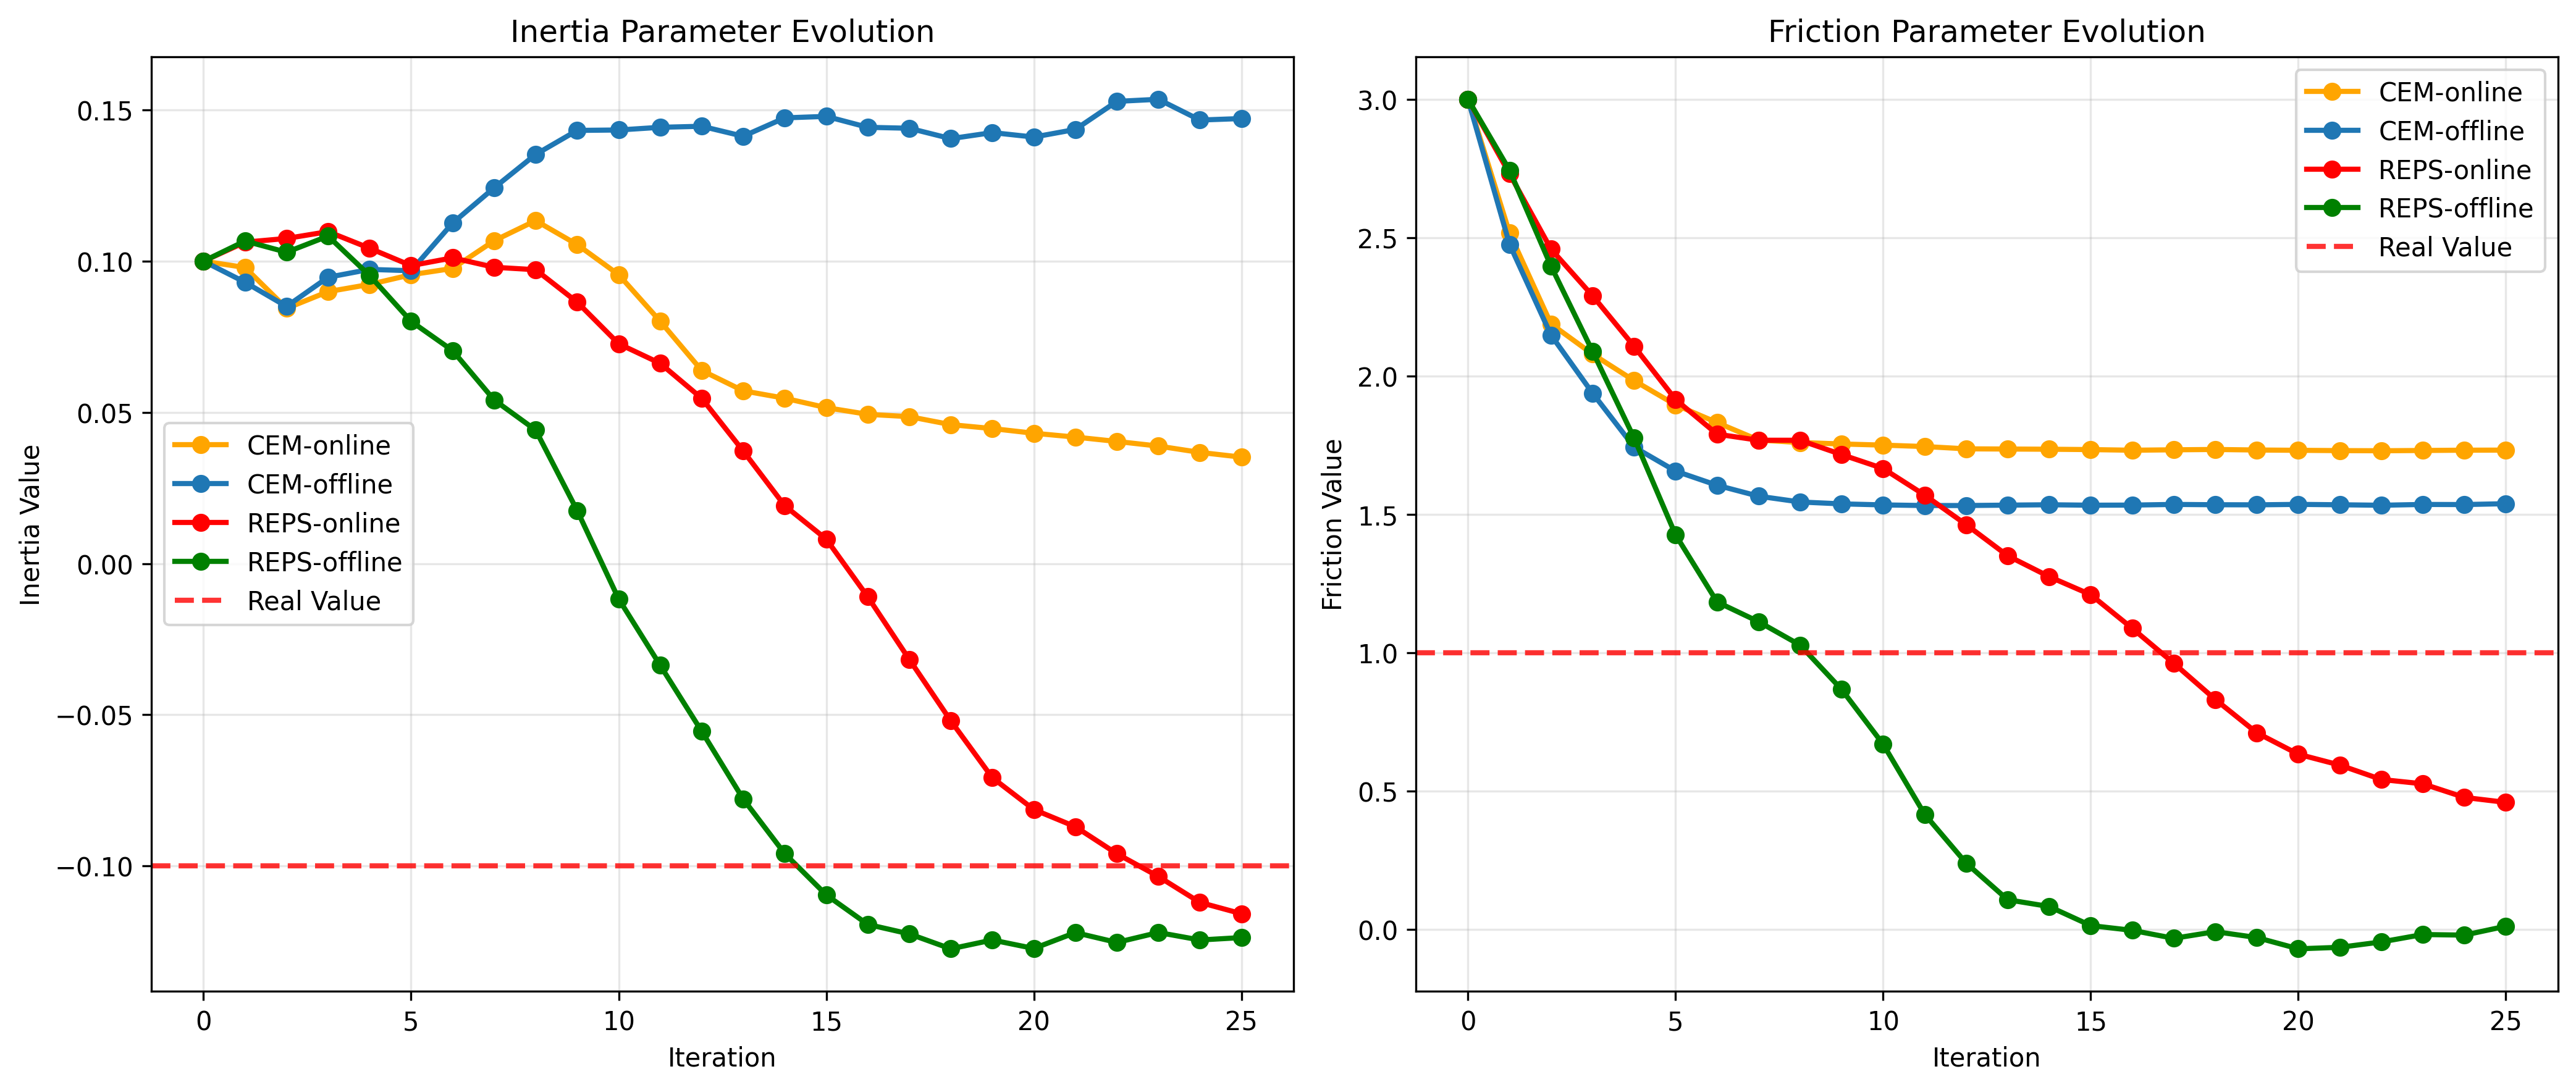 Inertia Parameter Evolution
Inertia Value
0.15
0.10
0.05
0.00
−0.05
−0.10
CEM-online
CEM-offline
REPS-online
REPS-offline
Real Value
0 5 10 15 20 25
Iteration
Friction Parameter Evolution
Friction Value
3.0
2.5
2.0
1.5
1.0
0.5
0.0
CEM-online
CEM-offline
REPS-online
REPS-offline
Real Value
0 5 10 15 20 25
Iteration